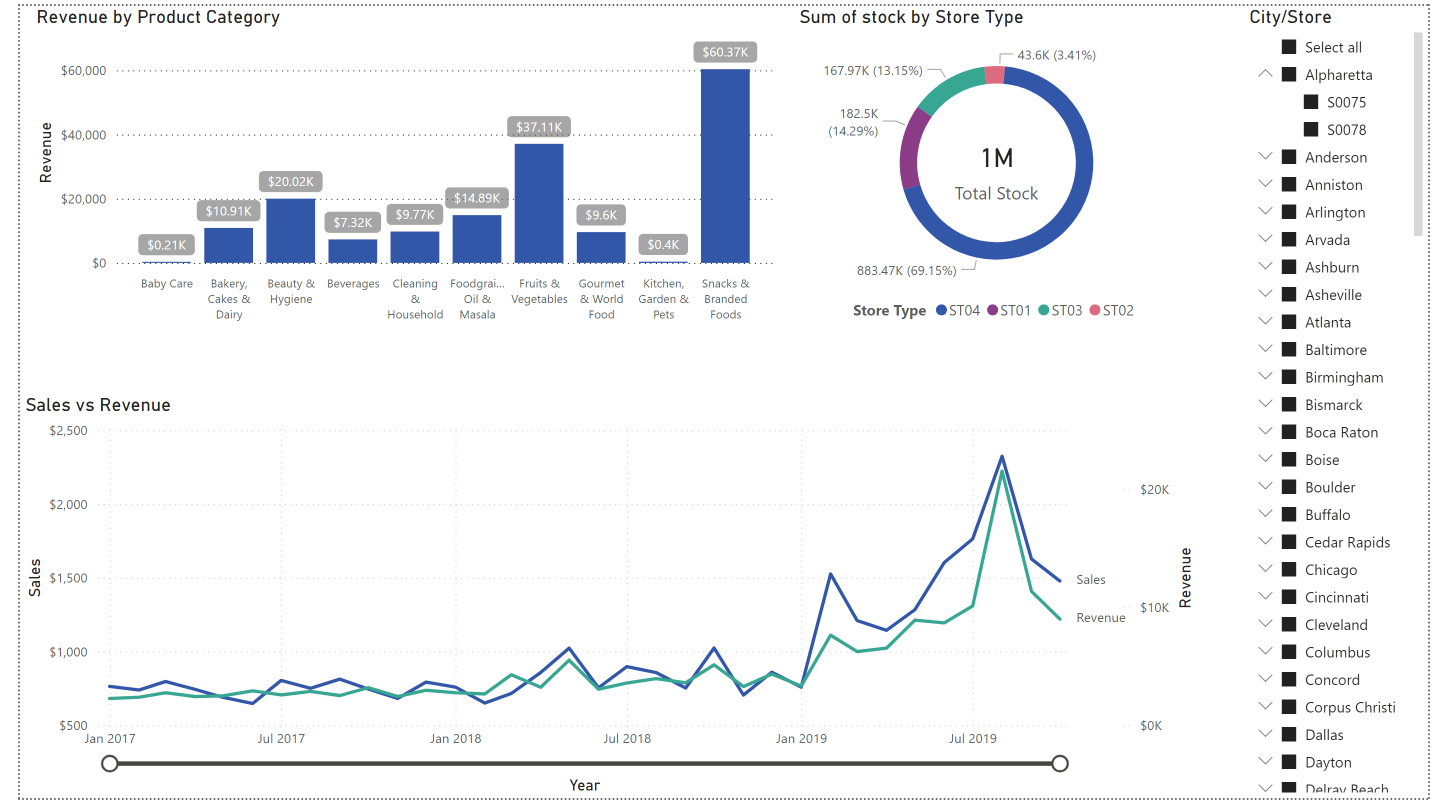 Revenue by Product Category
Revenue
$60,000
$40,000
$20,000
$0
$0.21K
$10.91K
$20.02K
$7.32K
$9.77K
$14.89K
$37.11K
$9.6K
$0.4K
$60.37K
Baby Care
Bakery,
Cakes &
Dairy
Beauty &
Hygiene
Beverages
Cleaning
&
Household
Foodgrai...
Oil &
Masala
Fruits &
Vegetables
Gourmet
& World
Food
Kitchen,
Garden &
Pets
Snacks &
Branded
Foods
Sum of stock by Store Type
43.6K (3.41%)
167.97K (13.15%)
182.5K
(14.29%)
883.47K (69.15%)
1M
Total Stock
Store Type ST04 ST01 ST03 ST02
City/Store
Select all
Alpharetta
S0075
S0078
Anderson
Anniston
Arlington
Arvada
Ashburn
Asheville
Atlanta
Baltimore
Birmingham
Bismarck
Boca Raton
Boise
Boulder
Buffalo
Cedar Rapids
Chicago
Cincinnati
Cleveland
Columbus
Concord
Corpus Christi
Dallas
Dayton
Delray Beach
Sales vs Revenue
Sales
$2,500
$2,000
$1,500
$1,000
$500
Jan 2017
Jul 2017
Jan 2018
Jul 2018
Jan 2019
Jul 2019
Sales
Revenue
$20K
$10K
$0K
Revenue
Year